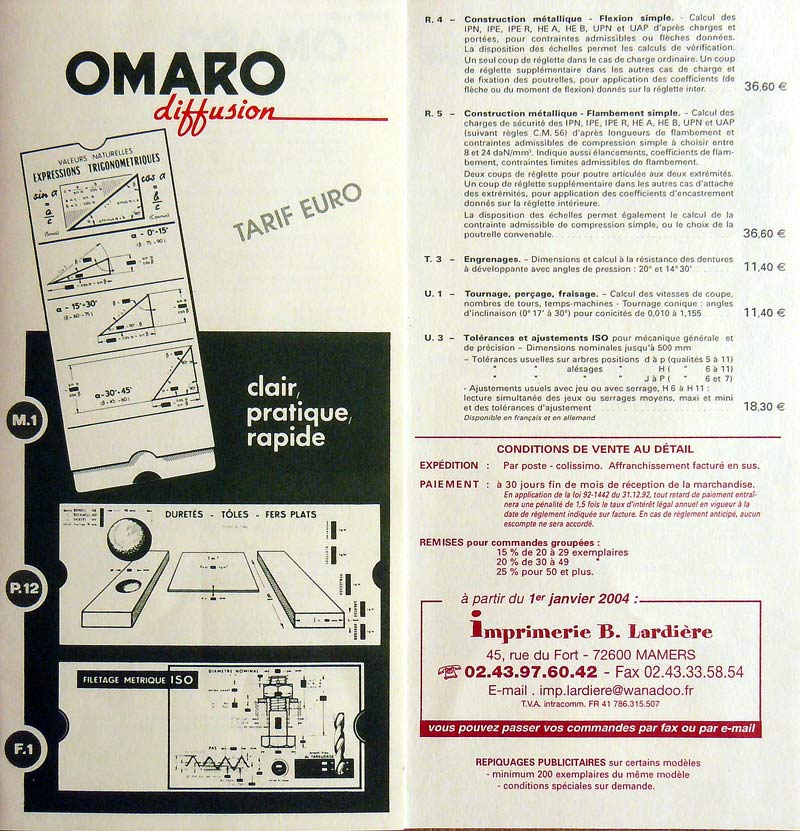 OMARO
diffusion
VALEURS NATURELLES
EXPRESSIONS TRIGONOMETRIQUES
sin α
cos α
= a/c
= b/c
(Sinus)
(Cosinus)
α - 0°-15°
(β - 75 - 90)
α - 15°-30°
(β - 60 - 75)
α - 30°-45°
(β - 45 - 60)
TARIF EURO
clair,
pratique,
rapide
M.1
DURETÉS - TÔLES - FERS PLATS
P.12
FILETAGE METRIQUE ISO
DIAMETRE NOMINAL
PAS
F.1
R. 4 – Construction métallique - Flexion simple. - Calcul des
IPN, IPE, IPE R, HE A, HE B, UPN et UAP d'après charges et
portées, pour contraintes admissibles ou flèches données.
La disposition des échelles permet les calculs de vérification.
Un seul coup de réglette dans le cas de charge ordinaire. Un coup
de réglette supplémentaire dans les autres cas de charge et
de fixation des poutrelles, pour application des coefficients (de
flèche ou du moment de flexion) donnés sur la réglette inter. 36,60 €
R. 5 – Construction métallique - Flambement simple. - Calcul des
charges de sécurité des IPN, IPE, IPE R, HE A, HE B, UPN et UAP
(suivant règles C.M. 56) d'après longueurs de flambement et
contraintes admissibles de compression simple à choisir entre
8 et 24 daN/mm². Indique aussi élancements, coefficients de flam-
bement, contraintes limites admissibles de flambement.
Deux coups de réglette pour poutre articulée aux deux extrémités.
Un coup de réglette supplémentaire dans les autres cas d'attache
des extrémités, pour application des coefficients d'encastrement
donnés sur la réglette intérieure.
La disposition des échelles permet également le calcul de la
contrainte admissible de compression simple, ou le choix de la
poutrelle convenable. 36,60 €
T. 3 – Engrenages. – Dimensions et calcul à la résistance des dentures
à développante avec angles de pression : 20° et 14°30' 11,40 €
U. 1 – Tournage, perçage, fraisage. – Calcul des vitesses de coupe,
nombres de tours, temps-machines - Tournage conique : angles
d'inclinaison (0° 17' à 30°) pour conicités de 0,010 à 1,155 11,40 €
U. 3 – Tolérances et ajustements ISO pour mécanique générale et
de précision – Dimensions nominales jusqu'à 500 mm
– Tolérances usuelles sur arbres positions d à p (qualités 5 à 11)
" " alésages " H ( " 6 à 11)
" " " J à P ( " 6 et 7)
- Ajustements usuels avec jeu ou avec serrage, H 6 à H 11 :
lecture simultanée des jeux ou serrages moyens, maxi et mini
et des tolérances d'ajustement 18,30 €
Disponible en français et en allemand
CONDITIONS DE VENTE AU DÉTAIL
EXPÉDITION : Par poste - colissimo. Affranchissement facturé en sus.
PAIEMENT : à 30 jours fin de mois de réception de la marchandise.
En application de la loi 92-1442 du 31.12.92, tout retard de paiement entraî-
nera une pénalité de 1,5 fois le taux d'intérêt légal annuel en vigueur à la
date de règlement indiquée sur facture. En cas de règlement anticipé, aucun
escompte ne sera accordé.
REMISES pour commandes groupées :
15 % de 20 à 29 exemplaires
20 % de 30 à 49 "
25 % pour 50 et plus.
à partir du 1er janvier 2004 :
Imprimerie B. Lardière
45, rue du Fort - 72600 MAMERS
☎ 02.43.97.60.42 - Fax 02.43.33.58.54
E-mail . imp.lardiere@wanadoo.fr
T.V.A. intracomm. FR 41 786.315.507
vous pouvez passer vos commandes par fax ou par e-mail
REPIQUAGES PUBLICITAIRES sur certains modèles
- minimum 200 exemplaires du même modèle
- conditions spéciales sur demande.